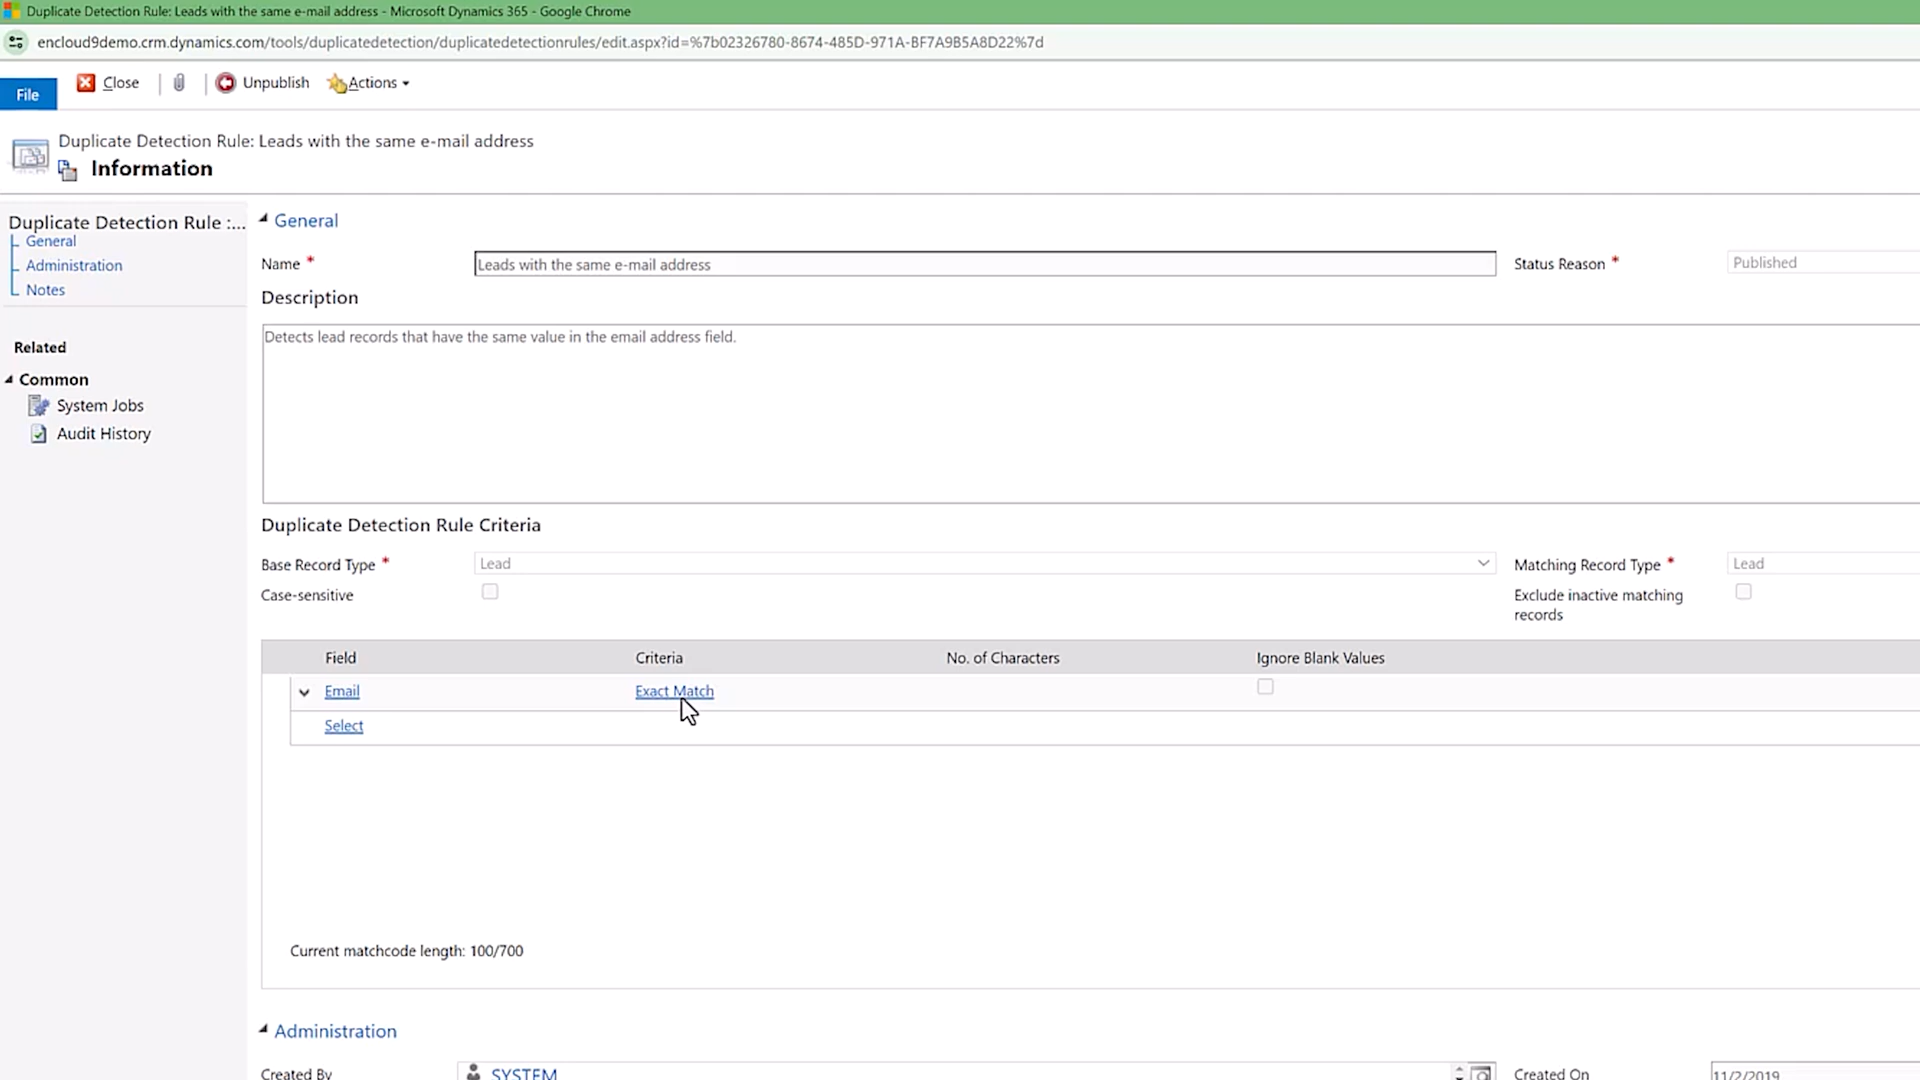 Duplicate Detection Rule: Leads with the same e-mail address - Microsoft Dynamics 365 - Google Chrome
encloud9demo.crm.dynamics.com/tools/duplicatedetection/duplicatedetectionrules/edit.aspx?id=%7b02326780-8674-485D-971A-BF7A9B5A8D22%7d
File Close Unpublish Actions
Duplicate Detection Rule: Leads with the same e-mail address
Information
Duplicate Detection Rule :...
General
Administration
Notes
Related
Common
System Jobs
Audit History
General
Name * Leads with the same e-mail address Status Reason * Published
Description
Detects lead records that have the same value in the email address field.
Duplicate Detection Rule Criteria
Base Record Type * Lead Matching Record Type * Lead
Case-sensitive Exclude inactive matching
records
Field Criteria No. of Characters Ignore Blank Values
Email Exact Match
Select
Current matchcode length: 100/700
Administration
Created By SYSTEM Created On 11/2/2019